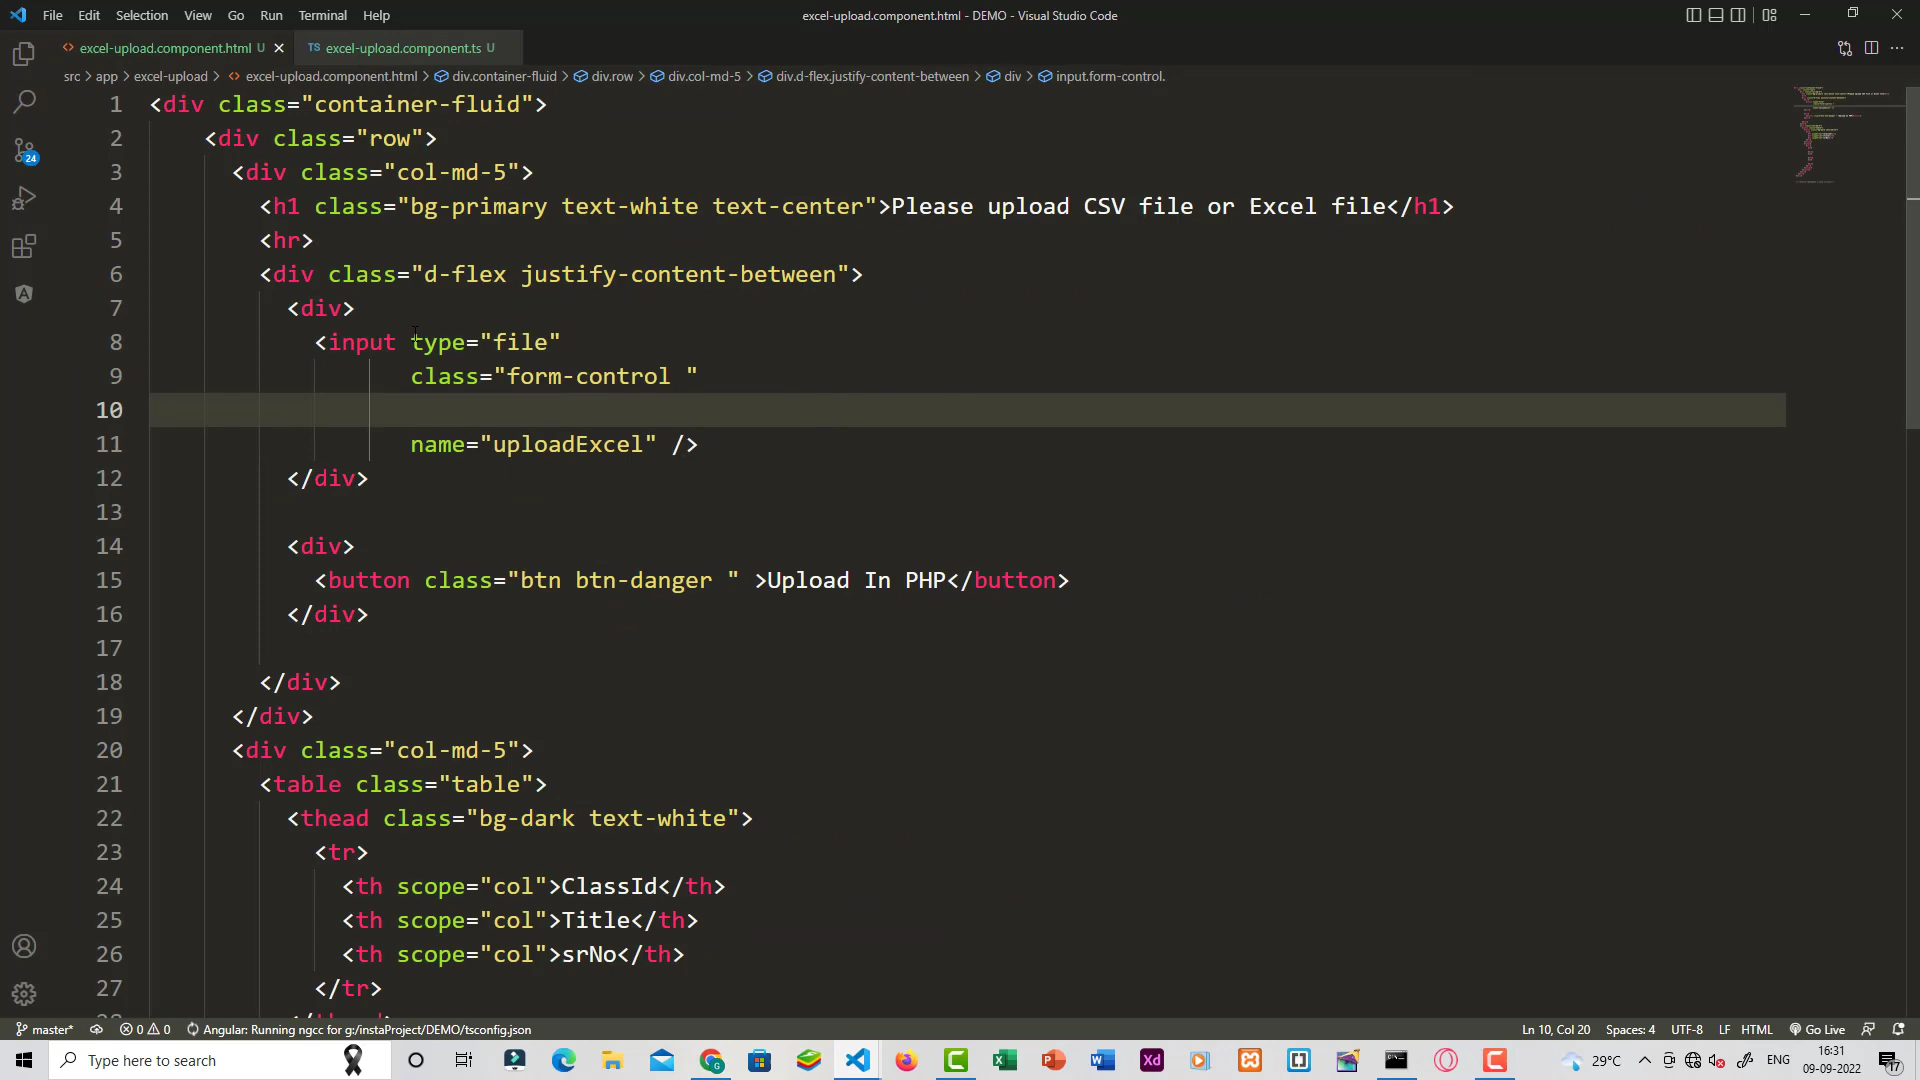 File Edit Selection View Go Run Terminal Help
excel-upload.component.html - DEMO - Visual Studio Code
excel-upload.component.html U
TS excel-upload.component.ts U
src > app > excel-upload > excel-upload.component.html > div.container-fluid > div.row > div.col-md-5 > div.d-flex.justify-content-between > div > input.form-control.
1 <div class="container-fluid">
2 <div class="row">
3 <div class="col-md-5">
4 <h1 class="bg-primary text-white text-center">Please upload CSV file or Excel file</h1>
5 <hr>
6 <div class="d-flex justify-content-between">
7 <div>
8 <input type="file"
9 class="form-control "
10
11 name="uploadExcel" />
12 </div>
13
14 <div>
15 <button class="btn btn-danger " >Upload In PHP</button>
16 </div>
17
18 </div>
19 </div>
20 <div class="col-md-5">
21 <table class="table">
22 <thead class="bg-dark text-white">
23 <tr>
24 <th scope="col">ClassId</th>
25 <th scope="col">Title</th>
26 <th scope="col">srNo</th>
27 </tr>
24
master* 0 0 Angular: Running ngcc for g:/instaProject/DEMO/tsconfig.json
Ln 10, Col 20 Spaces: 4 UTF-8 LF HTML Go Live
Type here to search
Xd
29°C
ENG
16:31
09-09-2022
17